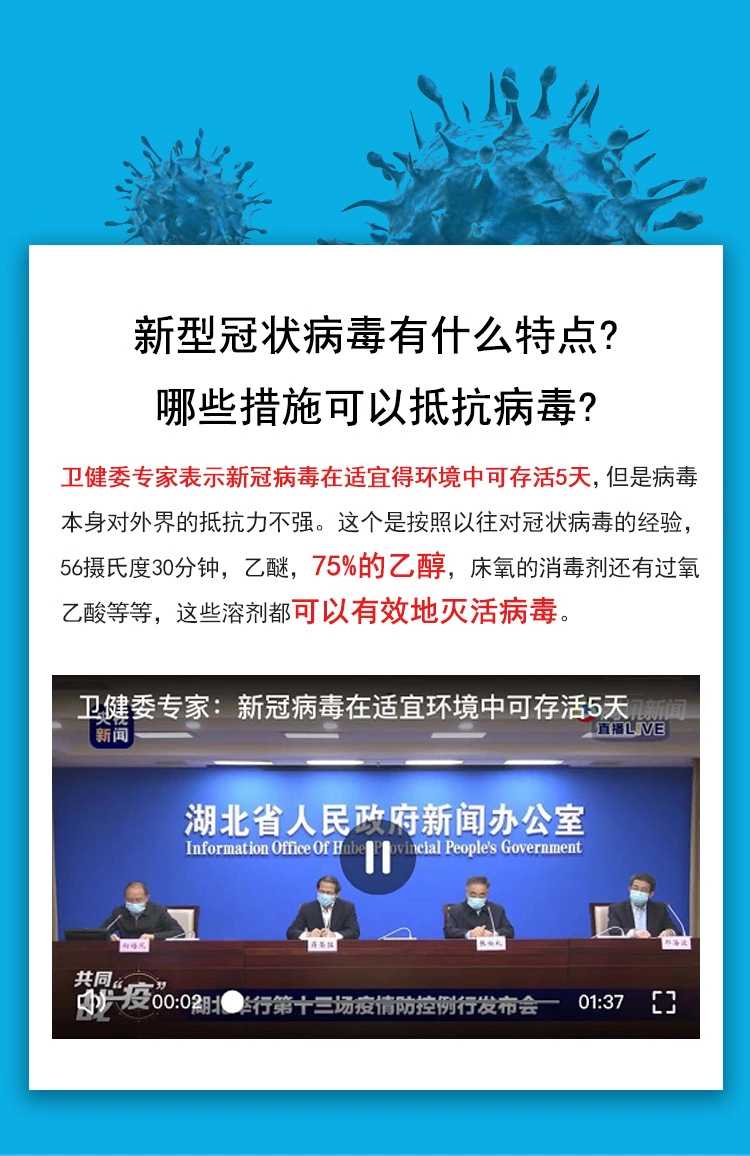 新型冠状病毒有什么特点?
哪些措施可以抵抗病毒?
卫健委专家表示新冠病毒在适宜得环境中可存活5天,但是病毒
本身对外界的抵抗力不强。这个是按照以往对冠状病毒的经验,
56摄氏度30分钟,乙醚,75%的乙醇,床氧的消毒剂还有过氧
乙酸等等,这些溶剂都可以有效地灭活病毒。
卫健委专家:新冠病毒在适宜环境中可存活5天
央视
新闻
新闻
直播LIVE
湖北省人民政府新闻办公室
Information Office Of Hubei Provincial People's Government
共同
战“疫”
00:02
湖北举行第十三场疫情防控例行发布会
01:37